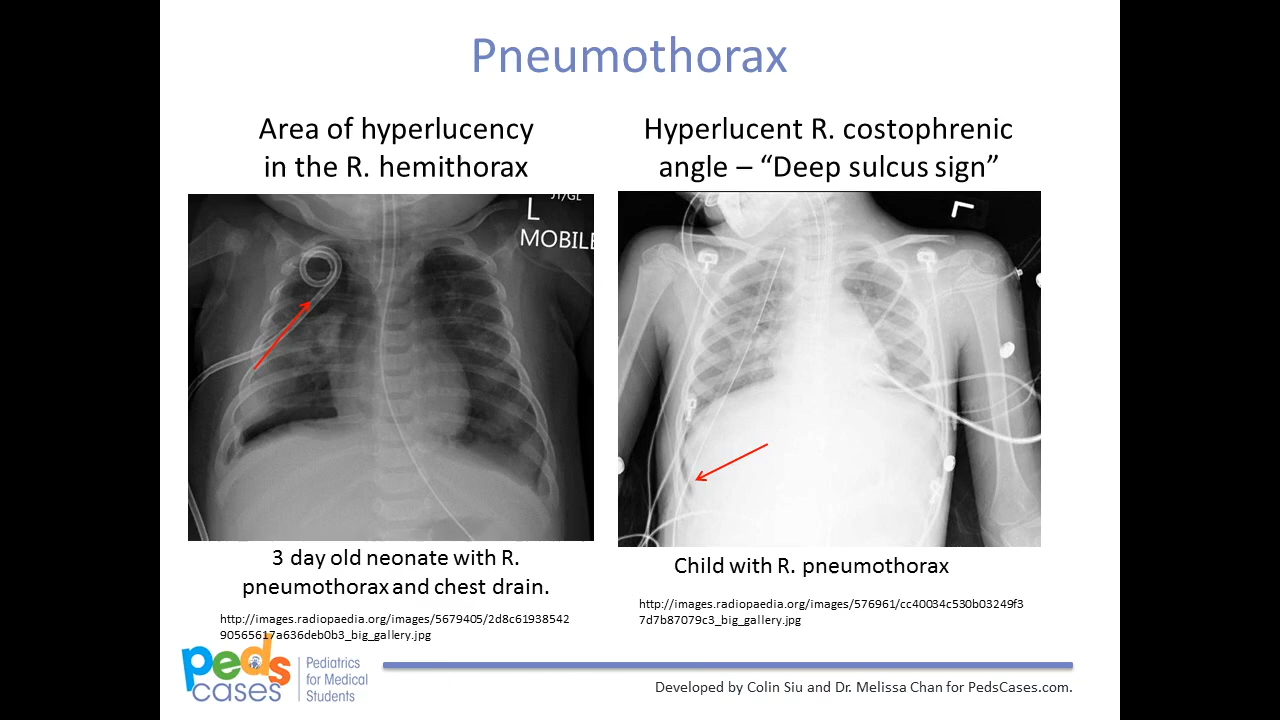 Pneumothorax
Area of hyperlucency
in the R. hemithorax
Hyperlucent R. costophrenic
angle – “Deep sulcus sign”
JT/GL
L
MOBILE
L
3 day old neonate with R.
pneumothorax and chest drain.
Child with R. pneumothorax
http://images.radiopaedia.org/images/5679405/2d8c61938542
90565617a636deb0b3_big_gallery.jpg
http://images.radiopaedia.org/images/576961/cc40034c530b03249f3
7d7b87079c3_big_gallery.jpg
peds
cases
Pediatrics
for Medical
Students
Developed by Colin Siu and Dr. Melissa Chan for PedsCases.com.